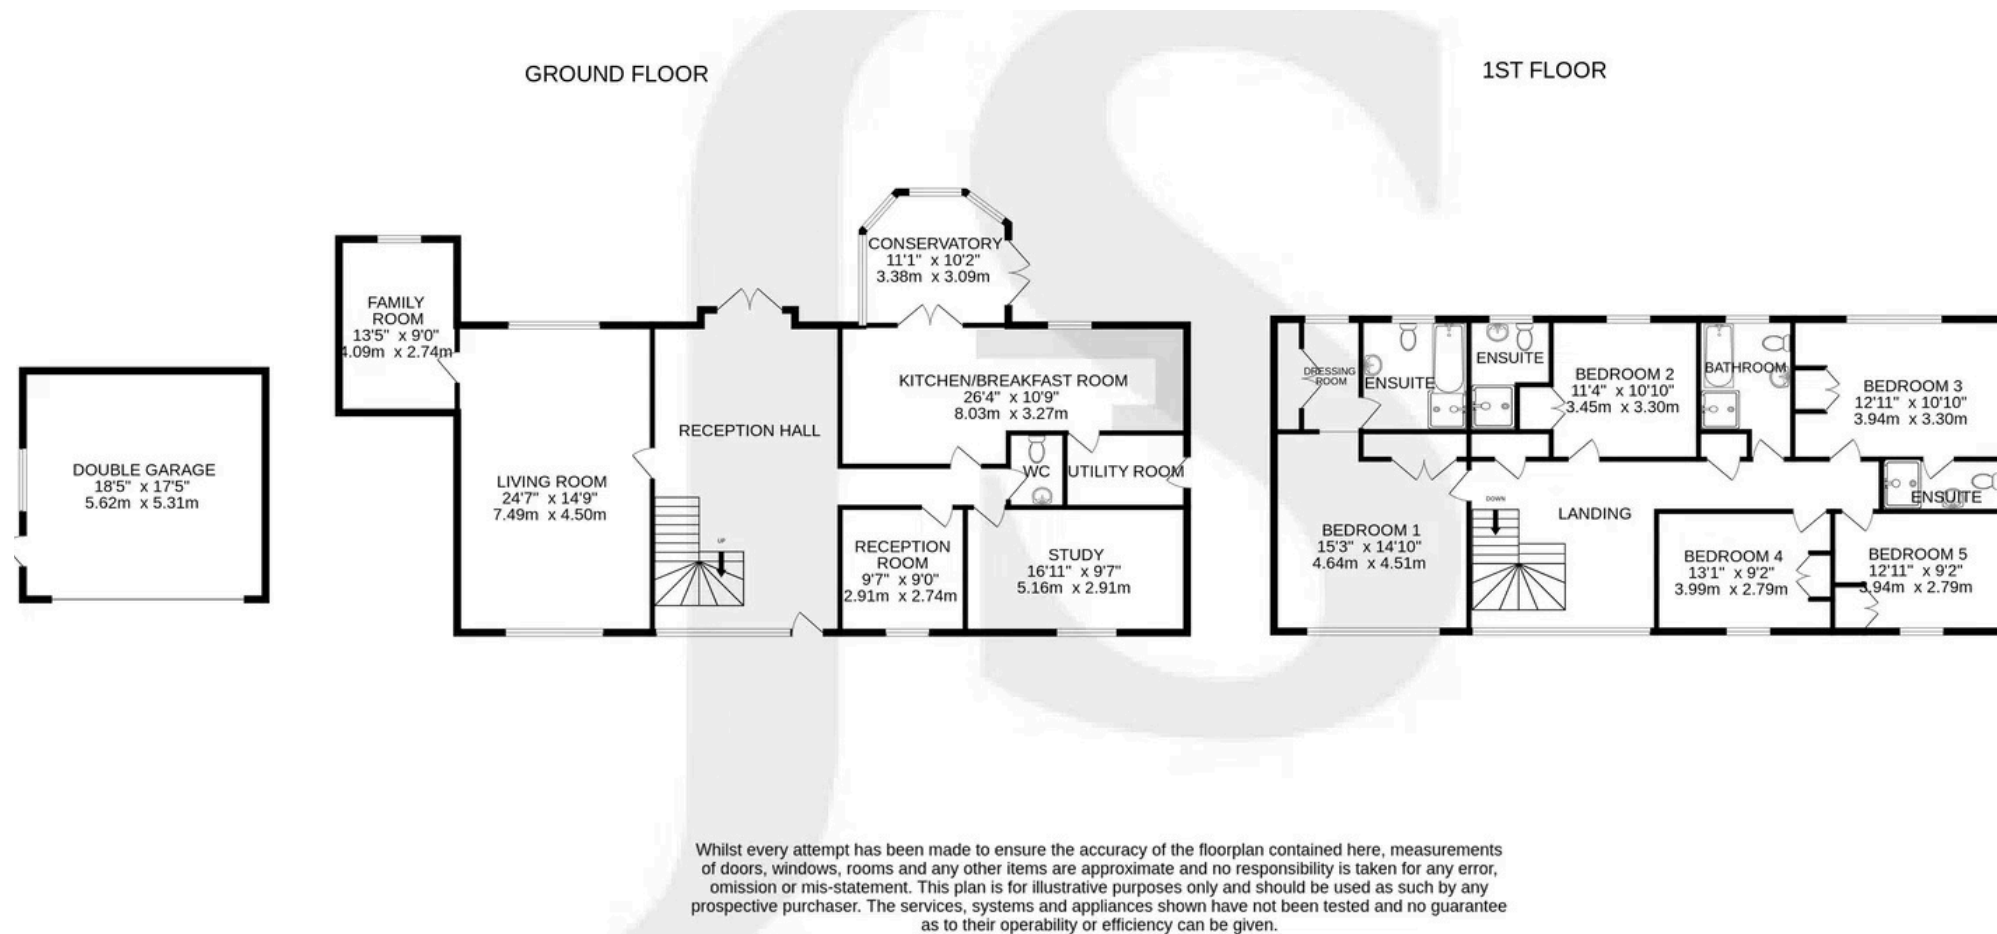 GROUND FLOOR
1ST FLOOR
CONSERVATORY
11'1" x 10'2"
3.38m x 3.09m
FAMILY
ROOM
13'5" x 9'0"
4.09m x 2.74m
DOUBLE GARAGE
18'5" x 17'5"
5.62m x 5.31m
LIVING ROOM
24'7" x 14'9"
7.49m x 4.50m
RECEPTION HALL
UP
KITCHEN/BREAKFAST ROOM
26'4" x 10'9"
8.03m x 3.27m
WC
UTILITY ROOM
RECEPTION
ROOM
9'7" x 9'0"
2.91m x 2.74m
STUDY
16'11" x 9'7"
5.16m x 2.91m
DRESSING
ROOM
ENSUITE
ENSUITE
BEDROOM 2
11'4" x 10'10"
3.45m x 3.30m
BATHROOM
BEDROOM 3
12'11" x 10'10"
3.94m x 3.30m
BEDROOM 1
15'3" x 14'10"
4.64m x 4.51m
DOWN
LANDING
ENSUITE
BEDROOM 4
13'1" x 9'2"
3.99m x 2.79m
BEDROOM 5
12'11" x 9'2"
3.94m x 2.79m
Whilst every attempt has been made to ensure the accuracy of the floorplan contained here, measurements
of doors, windows, rooms and any other items are approximate and no responsibility is taken for any error,
omission or mis-statement. This plan is for illustrative purposes only and should be used as such by any
prospective purchaser. The services, systems and appliances shown have not been tested and no guarantee
as to their operability or efficiency can be given.